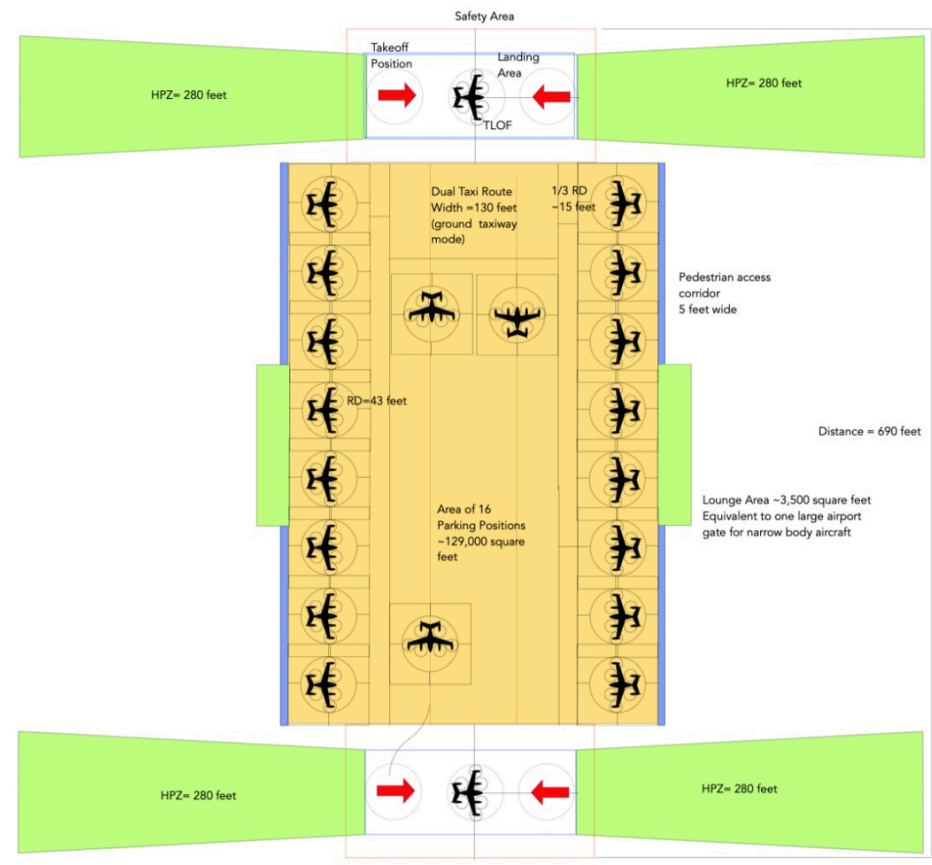 Safety Area
Takeoff
Position
Landing
Area
HPZ= 280 feet
HPZ= 280 feet
TLOF
Dual Taxi Route
Width =130 feet
(ground taxiway
mode)
1/3 RD
~15 feet
Pedestrian access
corridor
5 feet wide
RD=43 feet
Distance = 690 feet
Area of 16
Parking Positions
~129,000 square
feet
Lounge Area ~3,500 square feet
Equivalent to one large airport
gate for narrow body aircraft
HPZ= 280 feet
HPZ= 280 feet